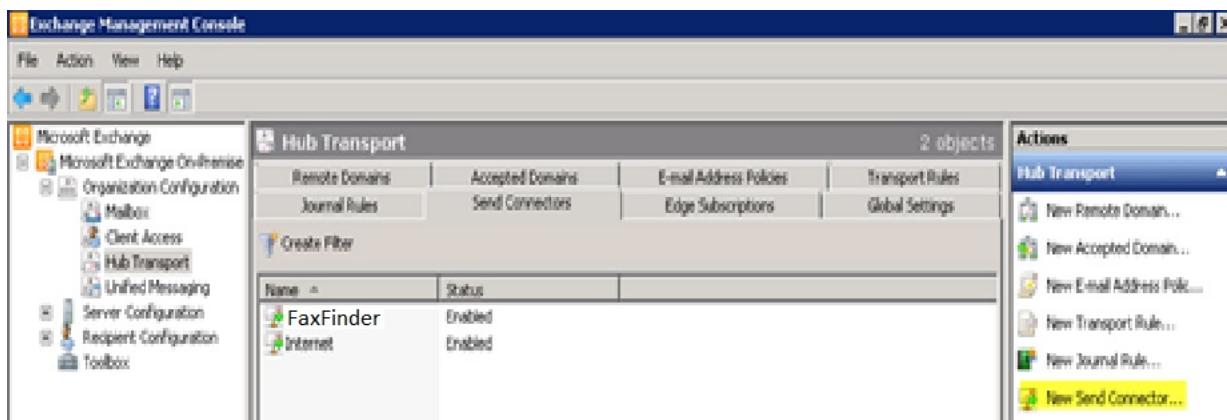 Exchange Management Console
File Action View Help
Microsoft Exchange
Microsoft Exchange On-Premise
Organization Configuration
Mailbox
Client Access
Hub Transport
Unified Messaging
Server Configuration
Recipient Configuration
Toolbox
Hub Transport 2 objects
Remote Domains Accepted Domains E-mail Address Policies Transport Rules
Journal Rules Send Connectors Edge Subscriptions Global Settings
Create Filter
Name Status
FaxFinder Enabled
Internet Enabled
Actions
Hub Transport
New Remote Domain...
New Accepted Domain...
New E-mail Address Polic...
New Transport Rule...
New Journal Rule...
New Send Connector...